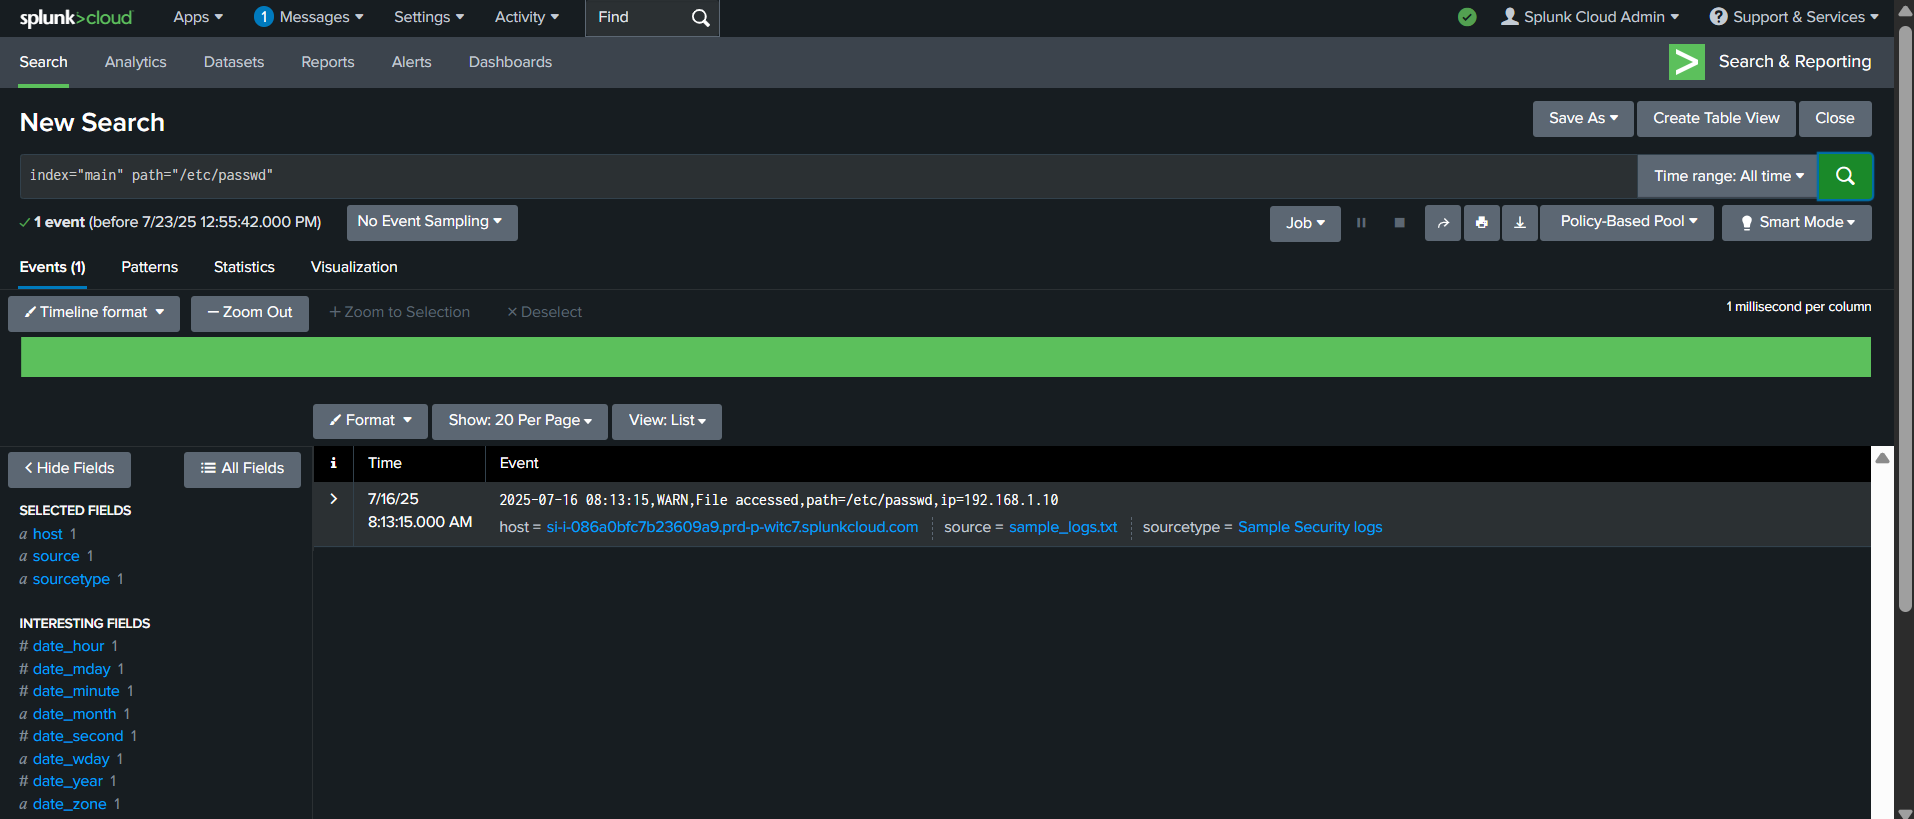 splunk>cloud Apps 1 Messages Settings Activity Find Splunk Cloud Admin ? Support & Services
Search Analytics Datasets Reports Alerts Dashboards > Search & Reporting
New Search Save As Create Table View Close
index="main" path="/etc/passwd" Time range: All time
✓ 1 event (before 7/23/25 12:55:42.000 PM) No Event Sampling Job Policy-Based Pool Smart Mode
Events (1) Patterns Statistics Visualization
Timeline format — Zoom Out + Zoom to Selection × Deselect 1 millisecond per column
Format Show: 20 Per Page View: List
< Hide Fields All Fields i Time Event
SELECTED FIELDS
a host 1
a source 1
a sourcetype 1
INTERESTING FIELDS
# date_hour 1
# date_mday 1
# date_minute 1
a date_month 1
# date_second 1
a date_wday 1
# date_year 1
a date_zone 1
> 7/16/25
8:13:15.000 AM
2025-07-16 08:13:15,WARN,File accessed,path=/etc/passwd,ip=192.168.1.10
host = si-i-086a0bfc7b23609a9.prd-p-witc7.splunkcloud.com source = sample_logs.txt sourcetype = Sample Security logs